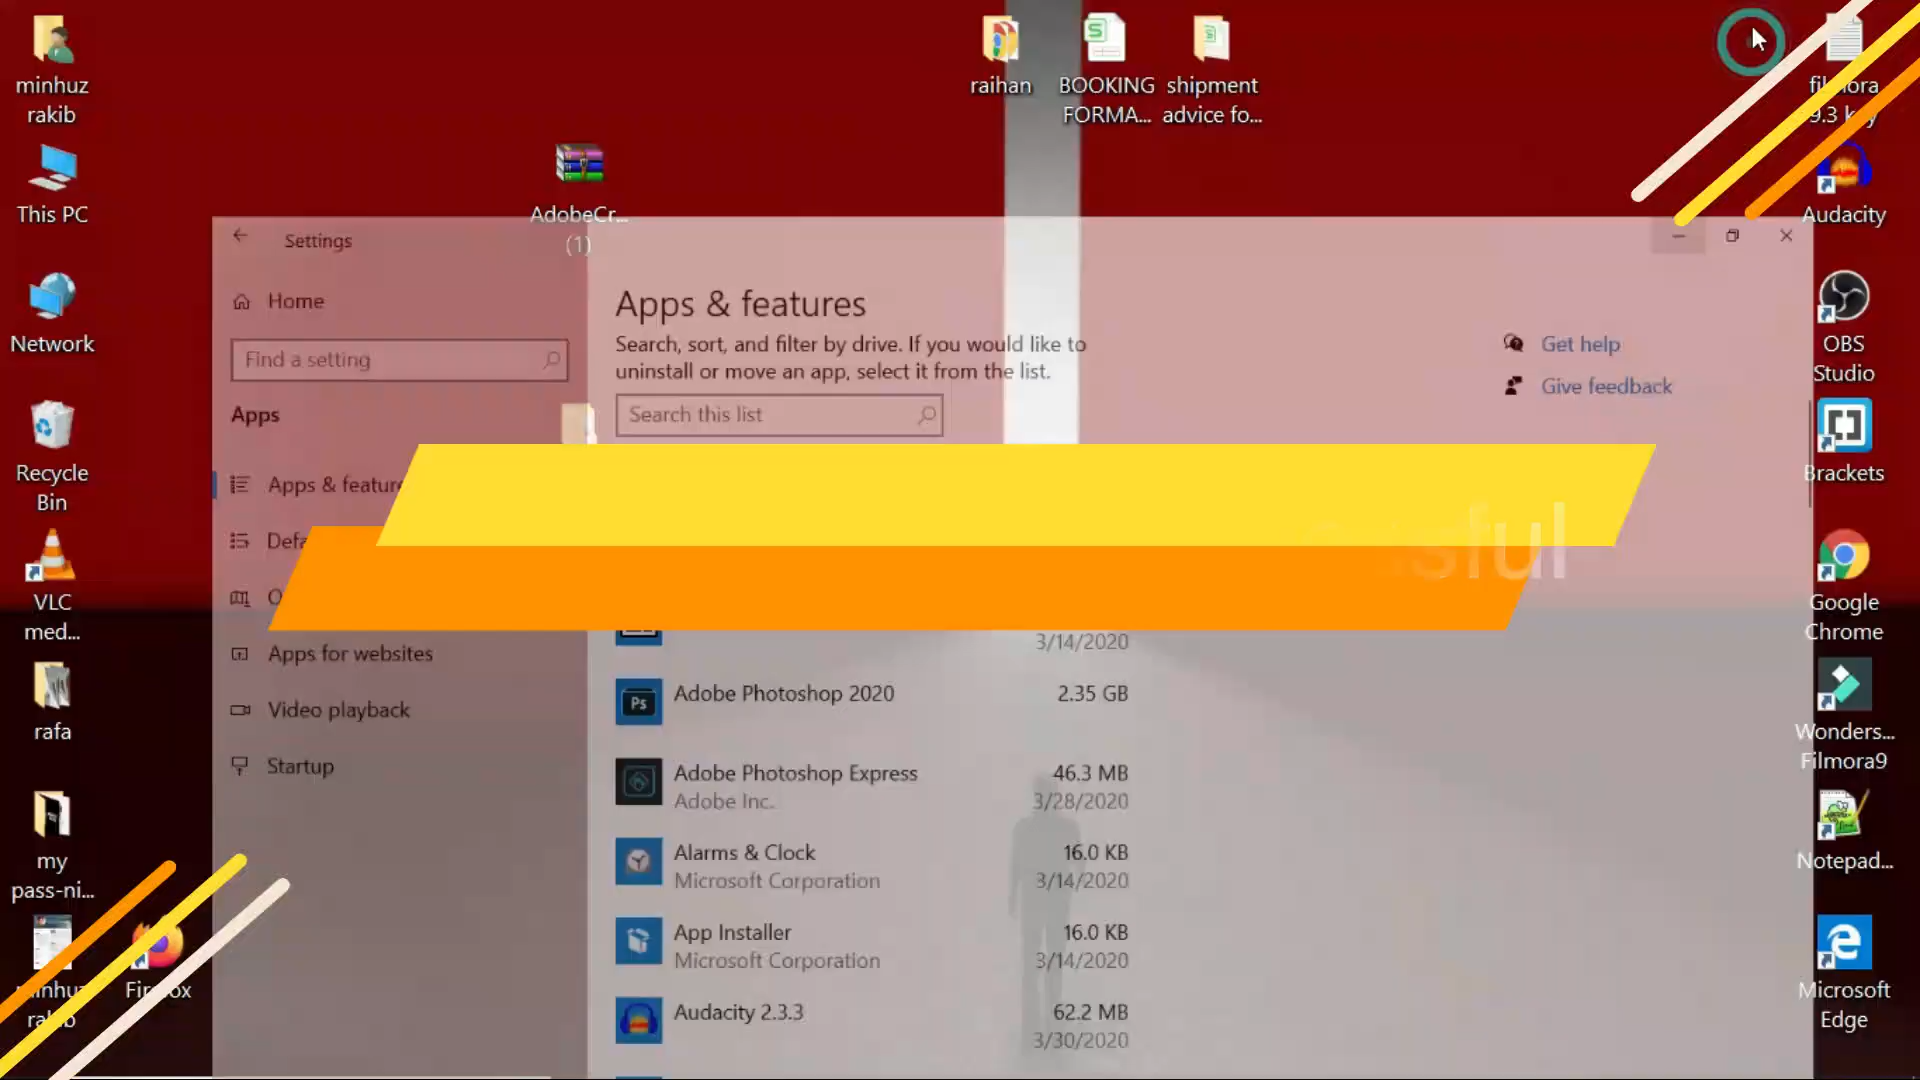 minhuz
rakib
This PC
Network
Recycle
Bin
VLC
med...
rafa
my
pass-ni...
raihan
BOOKING
FORMA...
shipment
advice fo...
AdobeCr...
(1)
Audacity
OBS
Studio
Brackets
Google
Chrome
Wonders...
Filmora9
Notepad...
Microsoft
Edge
Settings
Home
Find a setting
Apps
Apps for websites
Video playback
Startup
Apps & features
Search, sort, and filter by drive. If you would like to
uninstall or move an app, select it from the list.
Search this list
Get help
Give feedback
3/14/2020
Adobe Photoshop 2020 2.35 GB
Adobe Photoshop Express 46.3 MB
Adobe Inc. 3/28/2020
Alarms & Clock 16.0 KB
Microsoft Corporation 3/14/2020
App Installer 16.0 KB
Microsoft Corporation 3/14/2020
Audacity 2.3.3 62.2 MB
3/30/2020